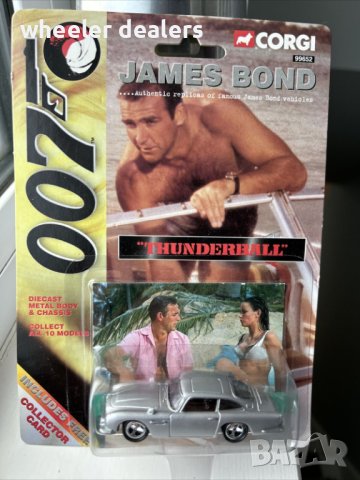 wheeler dealers
CORGI
99652
JAMES BOND
....Authentic replicas of famous James Bond vehicles
007
"THUNDERBALL"
DIECAST
METAL BODY
& CHASSIS
COLLECT
ALL 10 MODELS
INCLUDES FREE
COLLECTOR
CARD
БАЗАР